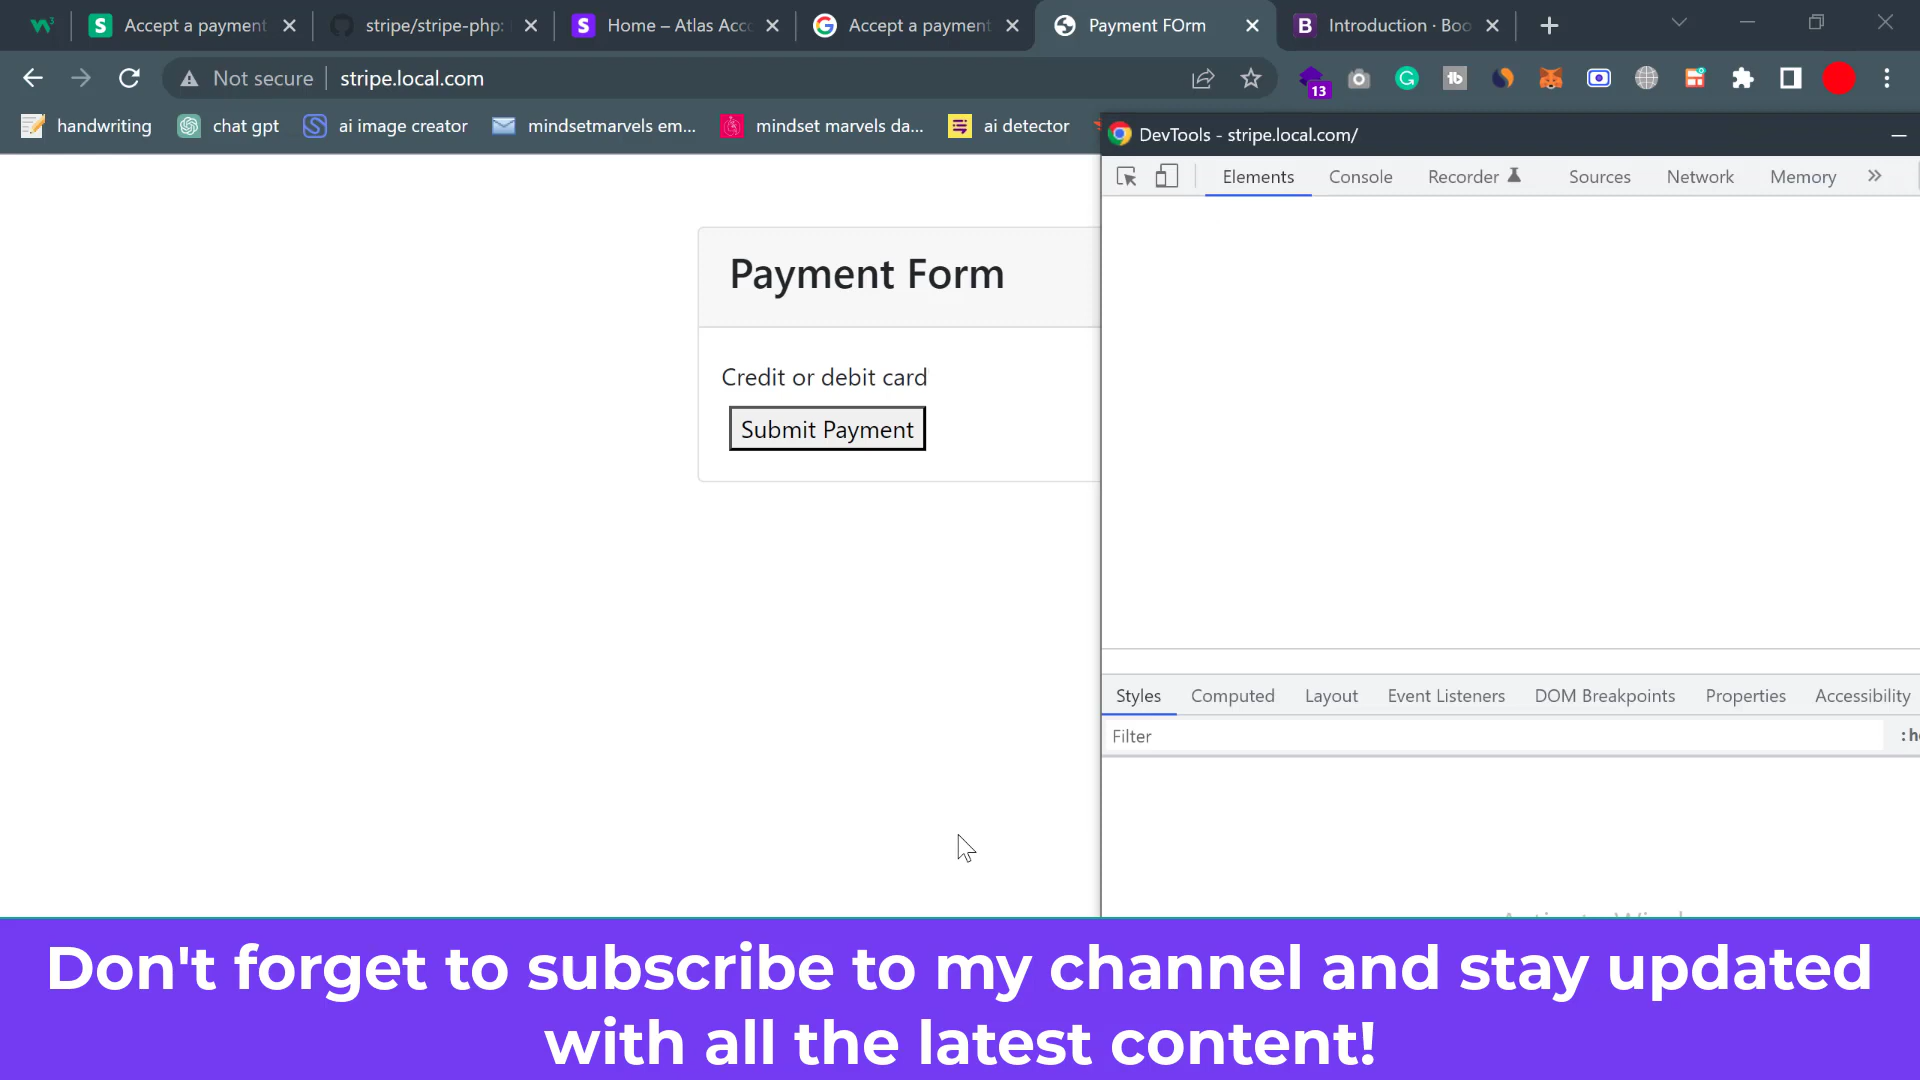 Accept a payment
stripe/stripe-php:
Home – Atlas Acco
Accept a payment
Payment FOrm
Introduction · Boo
Not secure
stripe.local.com
13
handwriting
chat gpt
ai image creator
mindsetmarvels em...
mindset marvels da...
ai detector
DevTools - stripe.local.com/
Elements
Console
Recorder
Sources
Network
Memory
Payment Form
Credit or debit card
Submit Payment
Styles
Computed
Layout
Event Listeners
DOM Breakpoints
Properties
Accessibility
Filter
:h
Don't forget to subscribe to my channel and stay updated
with all the latest content!